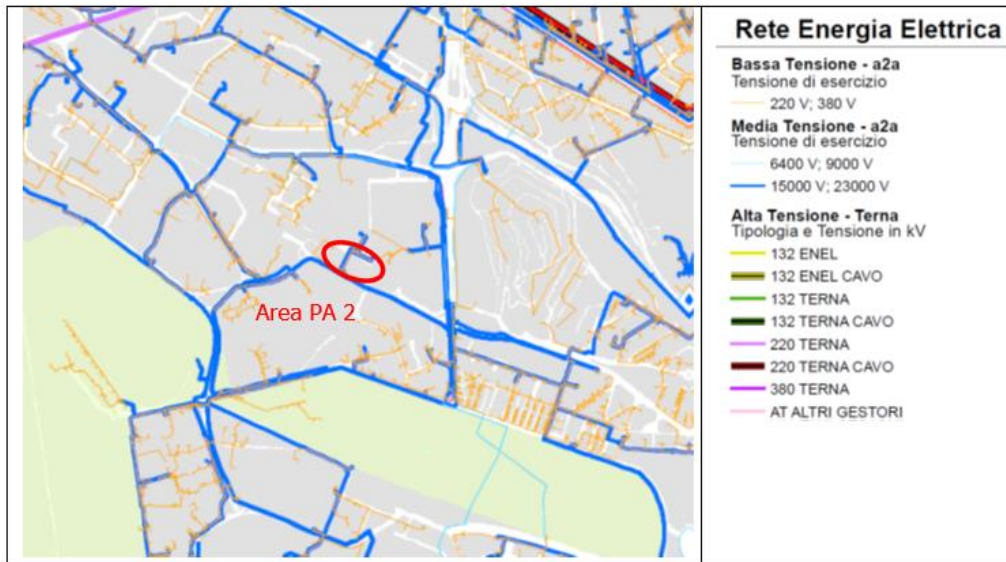 Area PA 2
Rete Energia Elettrica
Bassa Tensione - a2a
Tensione di esercizio
220 V; 380 V
Media Tensione - a2a
Tensione di esercizio
6400 V; 9000 V
15000 V; 23000 V
Alta Tensione - Terna
Tipologia e Tensione in kV
132 ENEL
132 ENEL CAVO
132 TERNA
132 TERNA CAVO
220 TERNA
220 TERNA CAVO
380 TERNA
AT ALTRI GESTORI